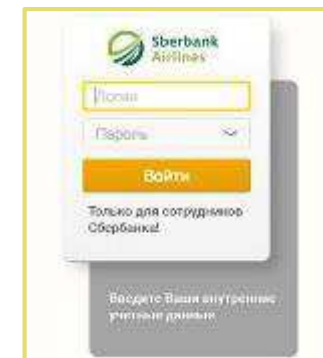 Sberbank
Airlines
Логин
Пароль
Войти
Только для сотрудников
Сбербанка!
Введите Ваши внутренние
учетные данные